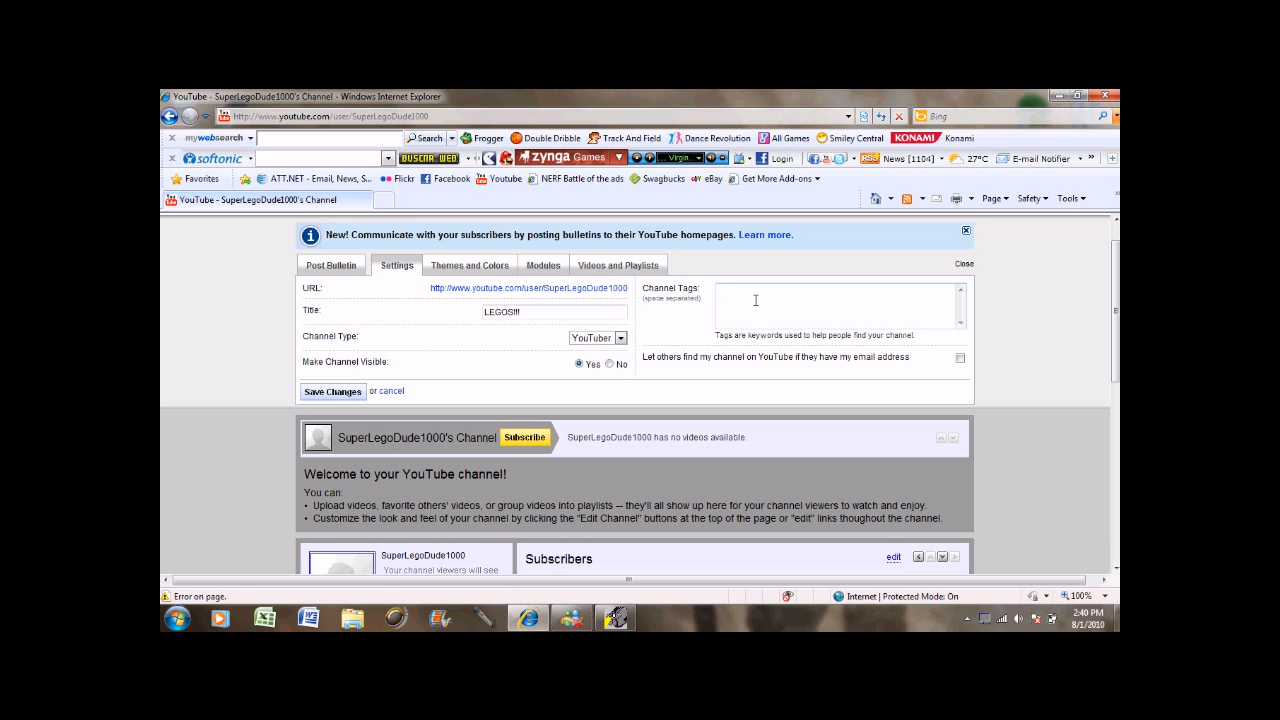 YouTube - SuperLegoDude1000's Channel - Windows Internet Explorer
http://www.youtube.com/user/SuperLegoDude1000
Bing
mywebsearch Search Frogger Double Dribble Track And Field Dance Revolution All Games Smiley Central KONAMI Konami
softonic BUSCAR WEB zynga Games Virgin... Login RSS News [1104] 27°C E-mail Notifier
Favorites AT&T.NET - Email, News, S... Flickr Facebook Youtube NERF Battle of the ads Swagbucks eBay Get More Add-ons
YouTube - SuperLegoDude1000's Channel Page Safety Tools
New! Communicate with your subscribers by posting bulletins to their YouTube homepages. Learn more.
Post Bulletin Settings Themes and Colors Modules Videos and Playlists Close
URL: http://www.youtube.com/user/SuperLegoDude1000 Channel Tags:
(space separated)
Title: LEGOS!!!
Tags are keywords used to help people find your channel.
Channel Type: YouTuber
Let others find my channel on YouTube if they have my email address
Make Channel Visible: Yes No
Save Changes or cancel
SuperLegoDude1000's Channel Subscribe SuperLegoDude1000 has no videos available.
Welcome to your YouTube channel!
You can:
• Upload videos, favorite others' videos, or group videos into playlists -- they'll all show up here for your channel viewers to watch and enjoy.
• Customize the look and feel of your channel by clicking the "Edit Channel" buttons at the top of the page or "edit" links thoughout the channel.
SuperLegoDude1000 Subscribers edit
Your channel viewers will see
Error on page. Internet | Protected Mode: On 100%
2:40 PM
8/1/2010